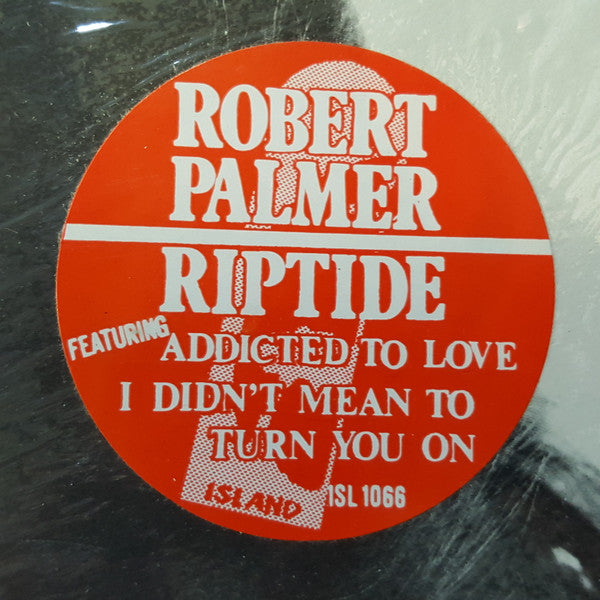 ROBERT
PALMER
RIPTIDE
FEATURING ADDICTED TO LOVE
I DIDN'T MEAN TO
TURN YOU ON
ISLAND ISL 1066